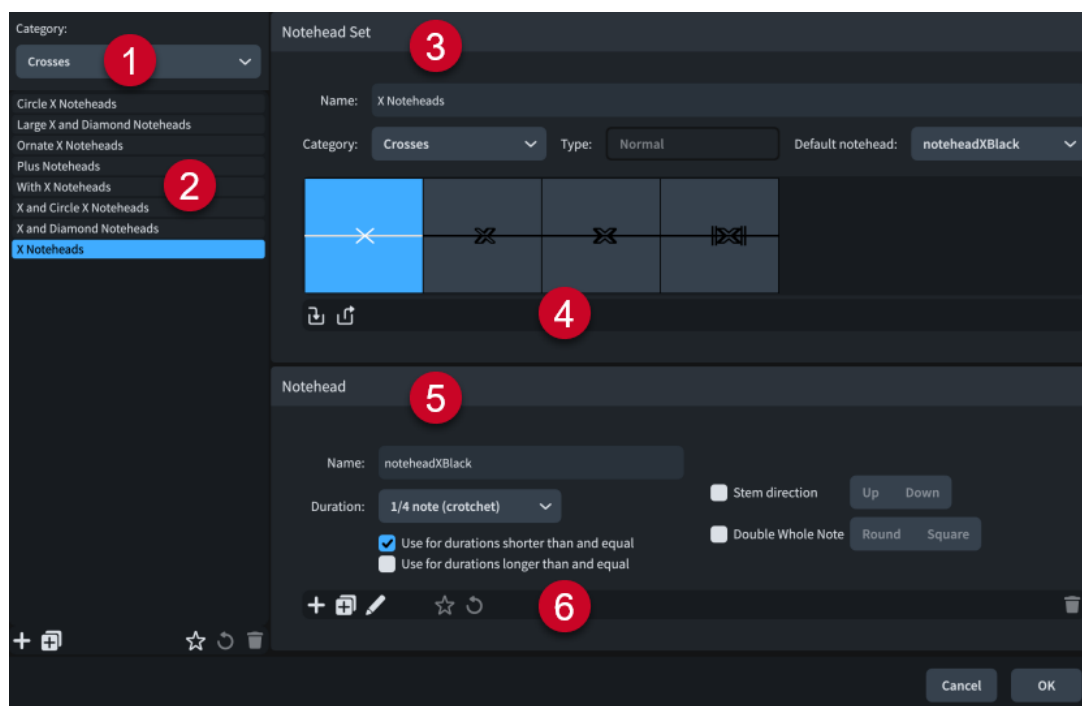 Category:
1
Crosses
Circle X Noteheads
Large X and Diamond Noteheads
Ornate X Noteheads
Plus Noteheads
With X Noteheads
2
X and Circle X Noteheads
X and Diamond Noteheads
X Noteheads
Notehead Set
3
Name: X Noteheads
Category: Crosses Type: Normal Default notehead: noteheadXBlack
4
Notehead
5
Name: noteheadXBlack
Duration: 1/4 note (crotchet)
Use for durations shorter than and equal
Use for durations longer than and equal
Stem direction Up Down
Double Whole Note Round Square
6
Cancel OK